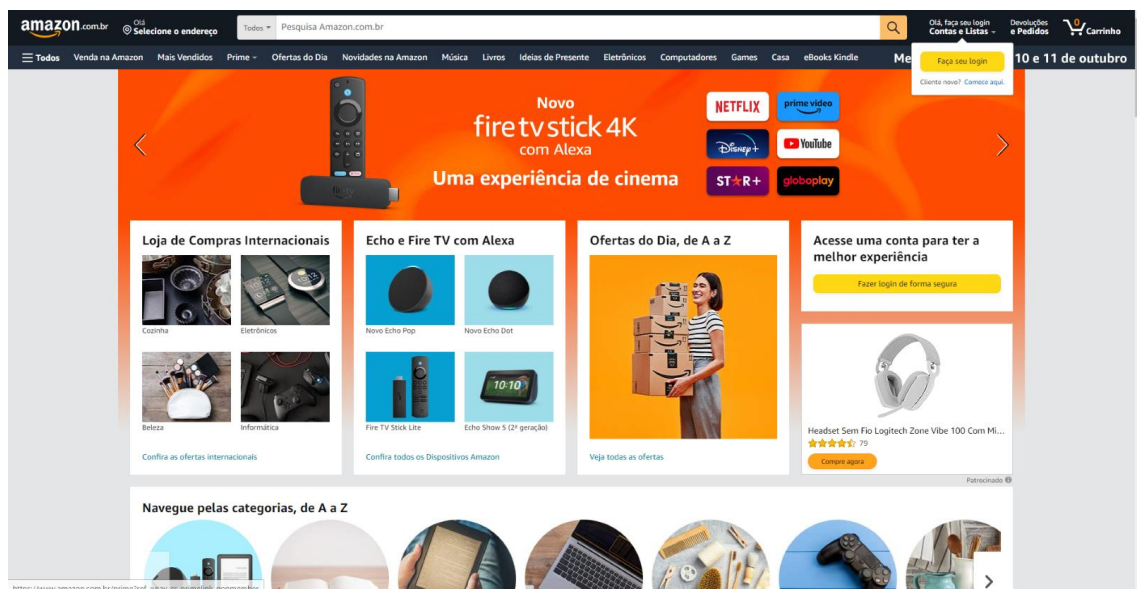 amazon.com.br
Olá
Selecione o endereço
Todos
Pesquisa Amazon.com.br
Olá, faça seu login
Contas e Listas
Devoluções
e Pedidos
0
Carrinho
Todos
Venda na Amazon
Mais Vendidos
Prime
Ofertas do Dia
Novidades na Amazon
Música
Livros
Ideias de Presente
Eletrônicos
Computadores
Games
Casa
eBooks Kindle
Me
10 e 11 de outubro
Faça seu login
Cliente novo? Comece aqui.
Novo
fire tv stick 4K
com Alexa
Uma experiência de cinema
NETFLIX
prime video
Disney+
YouTube
STAR+
globoplay
Loja de Compras Internacionais
Cozinha
Eletrônicos
Beleza
Informática
Confira as ofertas internacionais
Echo e Fire TV com Alexa
Novo Echo Pop
Novo Echo Dot
10:10
Fire TV Stick Lite
Echo Show 5 (2ª geração)
Confira todos os Dispositivos Amazon
Ofertas do Dia, de A a Z
Veja todas as ofertas
Acesse uma conta para ter a
melhor experiência
Fazer login de forma segura
Headset Sem Fio Logitech Zone Vibe 100 Com Mi...
79
Compre agora
Patrocinado
Navegue pelas categorias, de A a Z